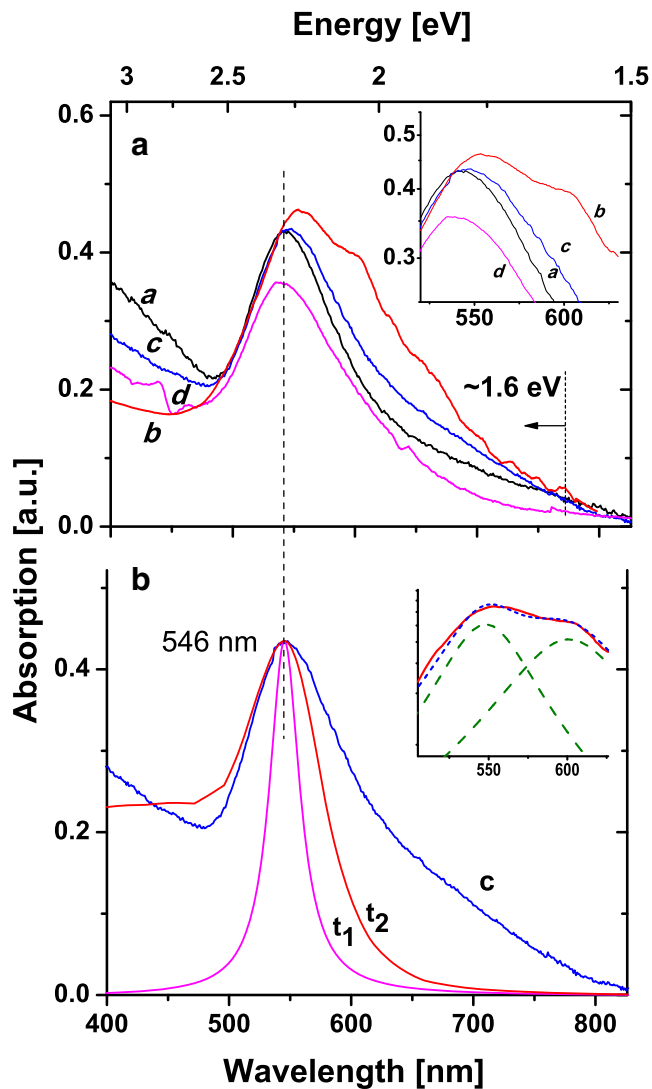 Energy [eV]
3 2.5 2 1.5
0.6
a
0.5
0.4
0.3
b
c
a
d
550 600
0.4
a
c
d
b
0.2
~1.6 eV
0.0
Absorption [a.u.]
b
546 nm
0.4
550 600
0.2
c
t2
t1
0.0
400 500 600 700 800
Wavelength [nm]